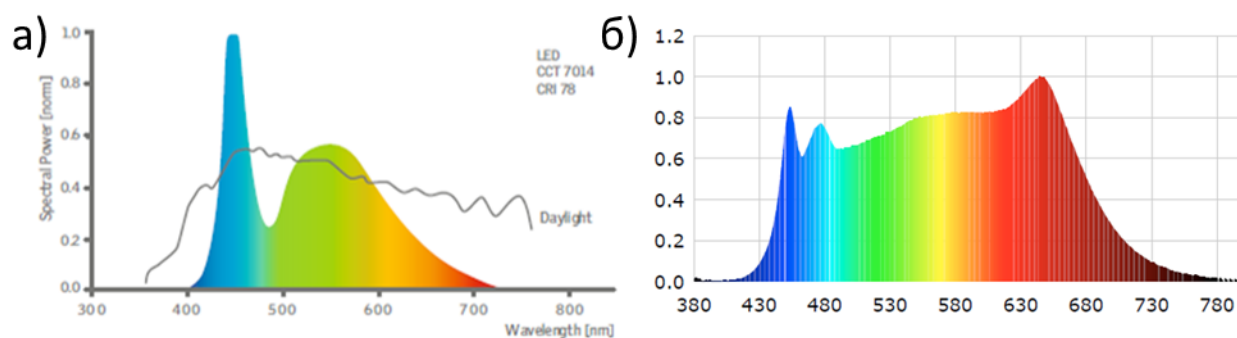 а)
1.0
0.8
0.6
0.4
0.2
0.0
Spectral Power [norm]
LED
CCT 7014
CRI 78
Daylight
300 400 500 600 700 800
Wavelength [nm]
б)
1.2
1.0
0.8
0.6
0.4
0.2
0.0
380 430 480 530 580 630 680 730 780